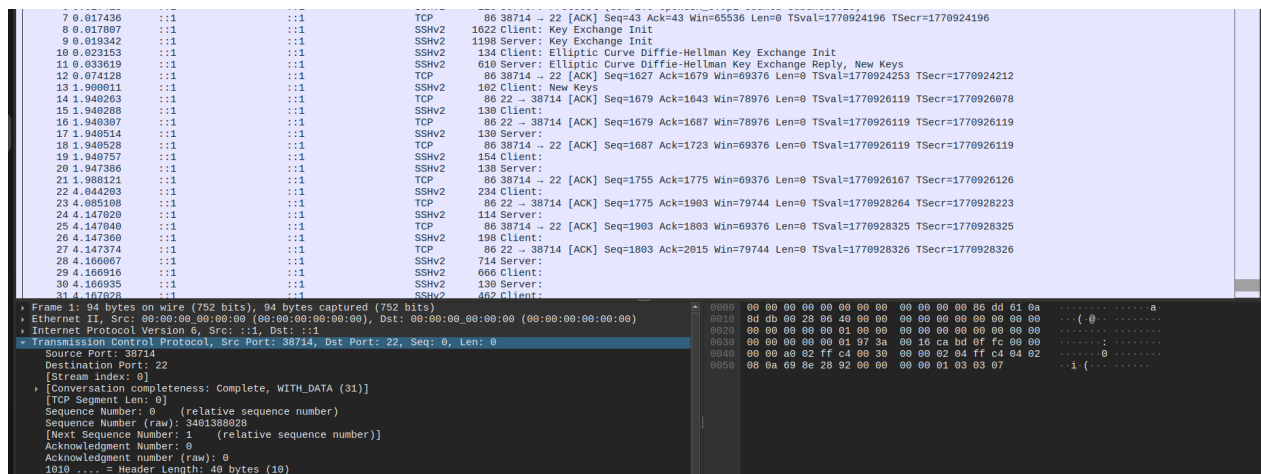 7 0.017436 ::1 ::1 TCP 86 38714 → 22 [ACK] Seq=43 Ack=43 Win=65536 Len=0 TSval=1770924196 TSecr=1770924196
8 0.017807 ::1 ::1 SSHv2 1622 Client: Key Exchange Init
9 0.019342 ::1 ::1 SSHv2 1198 Server: Key Exchange Init
10 0.023153 ::1 ::1 SSHv2 134 Client: Elliptic Curve Diffie-Hellman Key Exchange Init
11 0.033619 ::1 ::1 SSHv2 610 Server: Elliptic Curve Diffie-Hellman Key Exchange Reply, New Keys
12 0.074128 ::1 ::1 TCP 86 38714 → 22 [ACK] Seq=1627 Ack=1679 Win=69376 Len=0 TSval=1770924253 TSecr=1770924212
13 1.900011 ::1 ::1 SSHv2 102 Client: New Keys
14 1.940263 ::1 ::1 TCP 86 22 → 38714 [ACK] Seq=1679 Ack=1643 Win=78976 Len=0 TSval=1770926119 TSecr=1770926078
15 1.940288 ::1 ::1 SSHv2 130 Client:
16 1.940307 ::1 ::1 TCP 86 22 → 38714 [ACK] Seq=1679 Ack=1687 Win=78976 Len=0 TSval=1770926119 TSecr=1770926119
17 1.940514 ::1 ::1 SSHv2 130 Server:
18 1.940528 ::1 ::1 TCP 86 38714 → 22 [ACK] Seq=1687 Ack=1723 Win=69376 Len=0 TSval=1770926119 TSecr=1770926119
19 1.940757 ::1 ::1 SSHv2 154 Client:
20 1.947386 ::1 ::1 SSHv2 138 Server:
21 1.988121 ::1 ::1 TCP 86 38714 → 22 [ACK] Seq=1755 Ack=1775 Win=69376 Len=0 TSval=1770926167 TSecr=1770926126
22 4.044203 ::1 ::1 SSHv2 234 Client:
23 4.085108 ::1 ::1 TCP 86 22 → 38714 [ACK] Seq=1775 Ack=1903 Win=79744 Len=0 TSval=1770928264 TSecr=1770928223
24 4.147020 ::1 ::1 SSHv2 114 Server:
25 4.147040 ::1 ::1 TCP 86 38714 → 22 [ACK] Seq=1903 Ack=1803 Win=69376 Len=0 TSval=1770928325 TSecr=1770928325
26 4.147360 ::1 ::1 SSHv2 198 Client:
27 4.147374 ::1 ::1 TCP 86 22 → 38714 [ACK] Seq=1803 Ack=2015 Win=79744 Len=0 TSval=1770928326 TSecr=1770928326
28 4.166067 ::1 ::1 SSHv2 714 Server:
29 4.166916 ::1 ::1 SSHv2 666 Client:
30 4.166935 ::1 ::1 SSHv2 130 Server:
31 4.167028 ::1 ::1 SSHv2 462 Client:
Frame 1: 94 bytes on wire (752 bits), 94 bytes captured (752 bits)
Ethernet II, Src: 00:00:00_00:00:00 (00:00:00:00:00:00), Dst: 00:00:00_00:00:00 (00:00:00:00:00:00)
Internet Protocol Version 6, Src: ::1, Dst: ::1
Transmission Control Protocol, Src Port: 38714, Dst Port: 22, Seq: 0, Len: 0
Source Port: 38714
Destination Port: 22
[Stream index: 0]
[Conversation completeness: Complete, WITH_DATA (31)]
[TCP Segment Len: 0]
Sequence Number: 0 (relative sequence number)
Sequence Number (raw): 3401388028
[Next Sequence Number: 1 (relative sequence number)]
Acknowledgment Number: 0
Acknowledgment number (raw): 0
1010 .... = Header Length: 40 bytes (10)
0000 00 00 00 00 00 00 00 00 00 00 00 00 86 dd 61 0a ··············a·
0010 8d db 00 28 06 40 00 00 00 00 00 00 00 00 00 00 ···(·@··········
0020 00 00 00 00 00 01 00 00 00 00 00 00 00 00 00 00 ················
0030 00 00 00 00 00 01 97 3a 00 16 ca bd 0f fc 00 00 ·······:········
0040 00 00 a0 02 ff c4 00 30 00 00 02 04 ff c4 04 02 ·······0········
0050 08 0a 69 8e 28 92 00 00 00 00 01 03 03 07 ··i·(·········